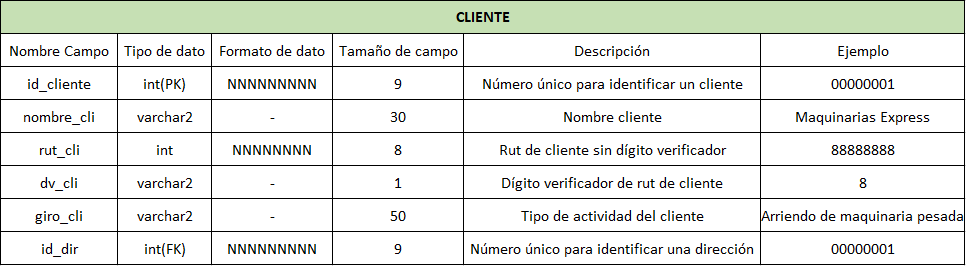 CLIENTE
Nombre Campo Tipo de dato Formato de dato Tamaño de campo Descripción Ejemplo
id_cliente int(PK) NNNNNNNNN 9 Número único para identificar un cliente 00000001
nombre_cli varchar2 - 30 Nombre cliente Maquinarias Express
rut_cli int NNNNNNNN 8 Rut de cliente sin dígito verificador 88888888
dv_cli varchar2 - 1 Dígito verificador de rut de cliente 8
giro_cli varchar2 - 50 Tipo de actividad del cliente Arriendo de maquinaria pesada
id_dir int(FK) NNNNNNNNN 9 Número único para identificar una dirección 00000001